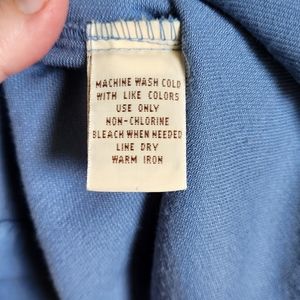 MACHINE WASH COLD
WITH LIKE COLORS
USE ONLY
NON-CHLORINE
BLEACH WHEN NEEDED
LINE DRY
WARM IRON